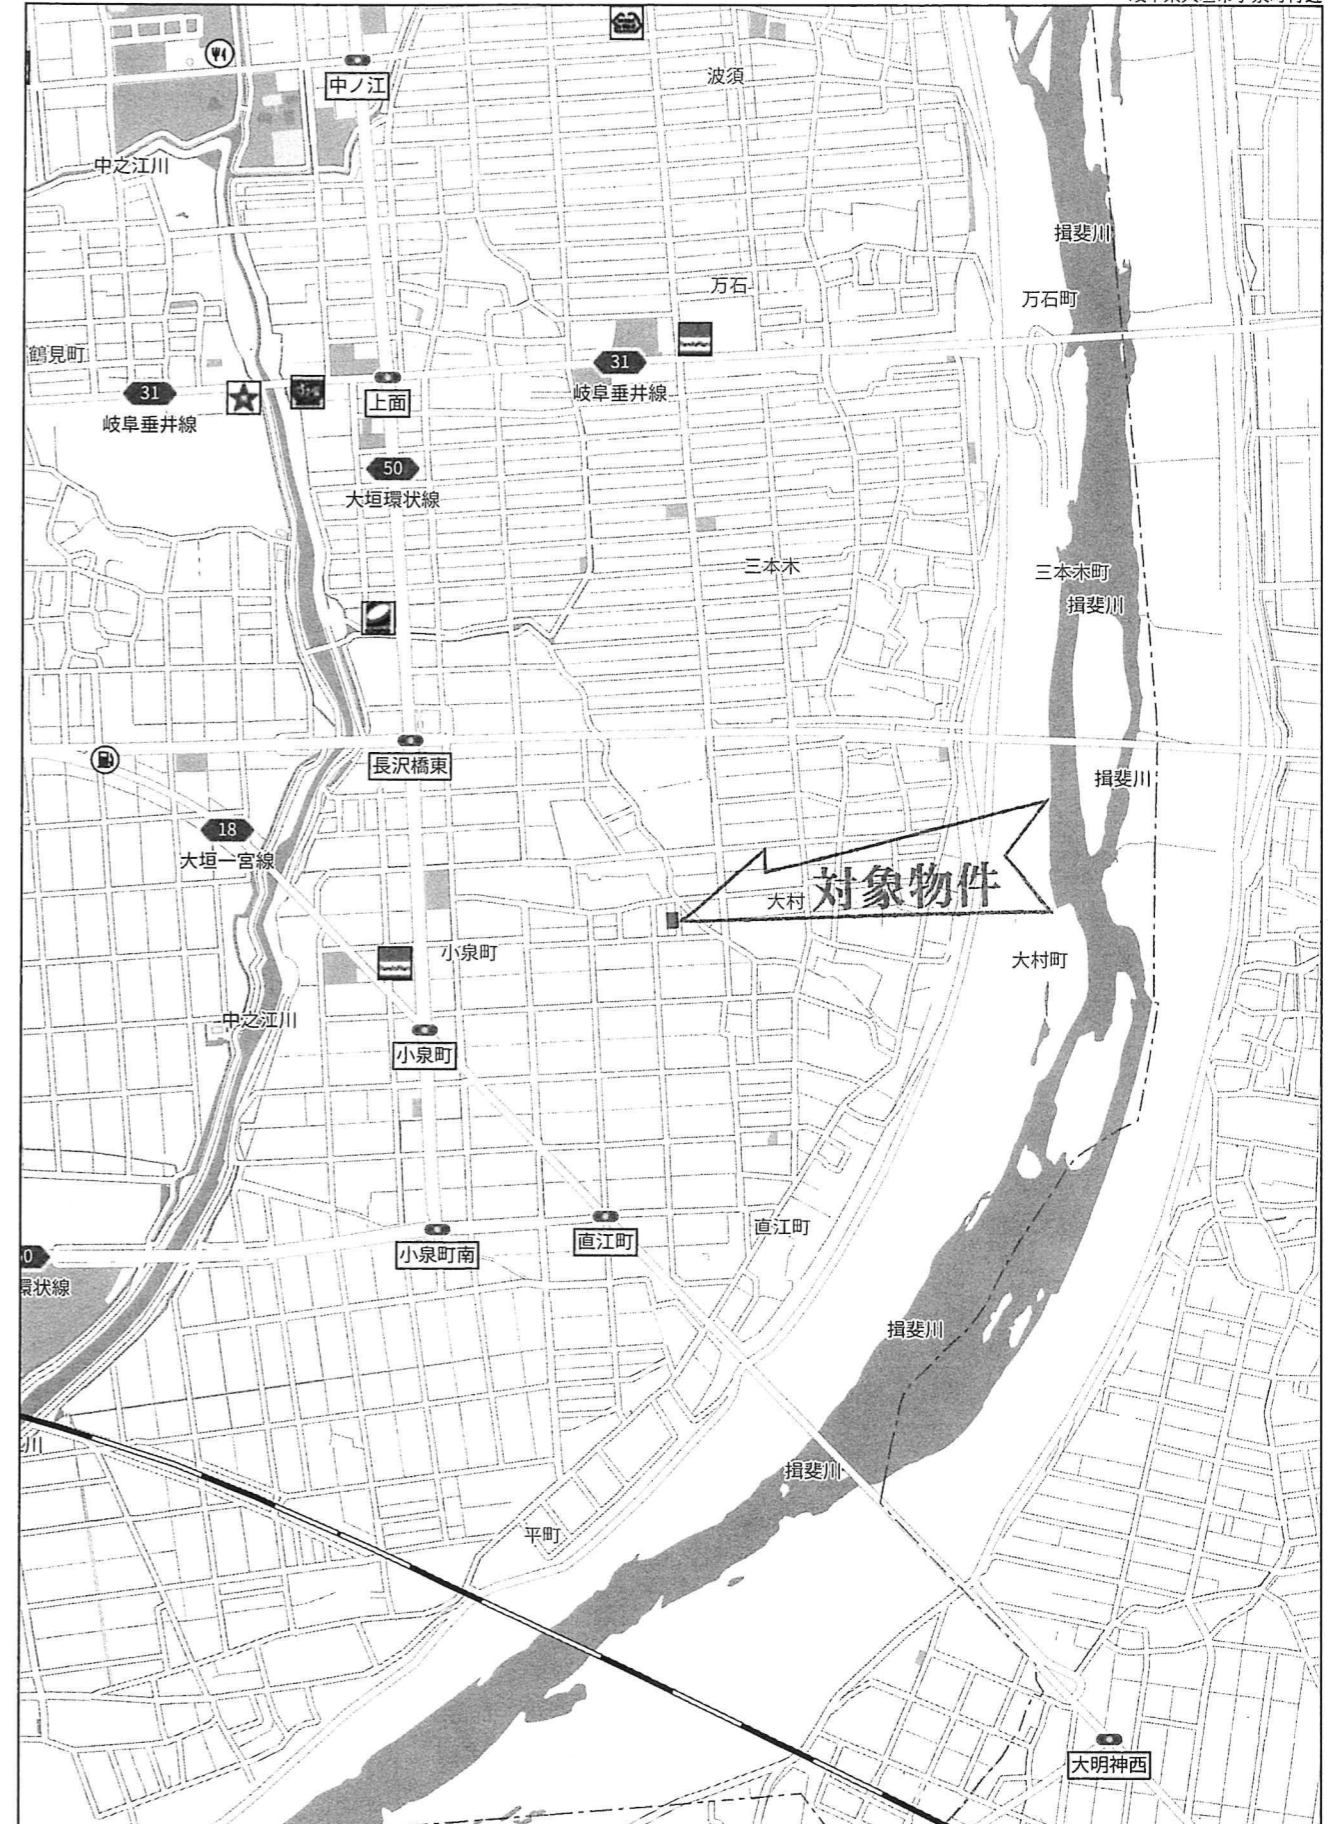 中ノ江
波須
中之江川
揖斐川
万石
万石町
鶴見町
31
岐阜垂井線
31
岐阜垂井線
上面
50
大垣環状線
三本木
三本木町
揖斐川
長沢橋東
揖斐川
18
大垣一宮線
大村
対象物件
小泉町
大村町
中之江川
小泉町
直江町
直江町
小泉町南
環状線
揖斐川
揖斐川
川
平町
大明神西